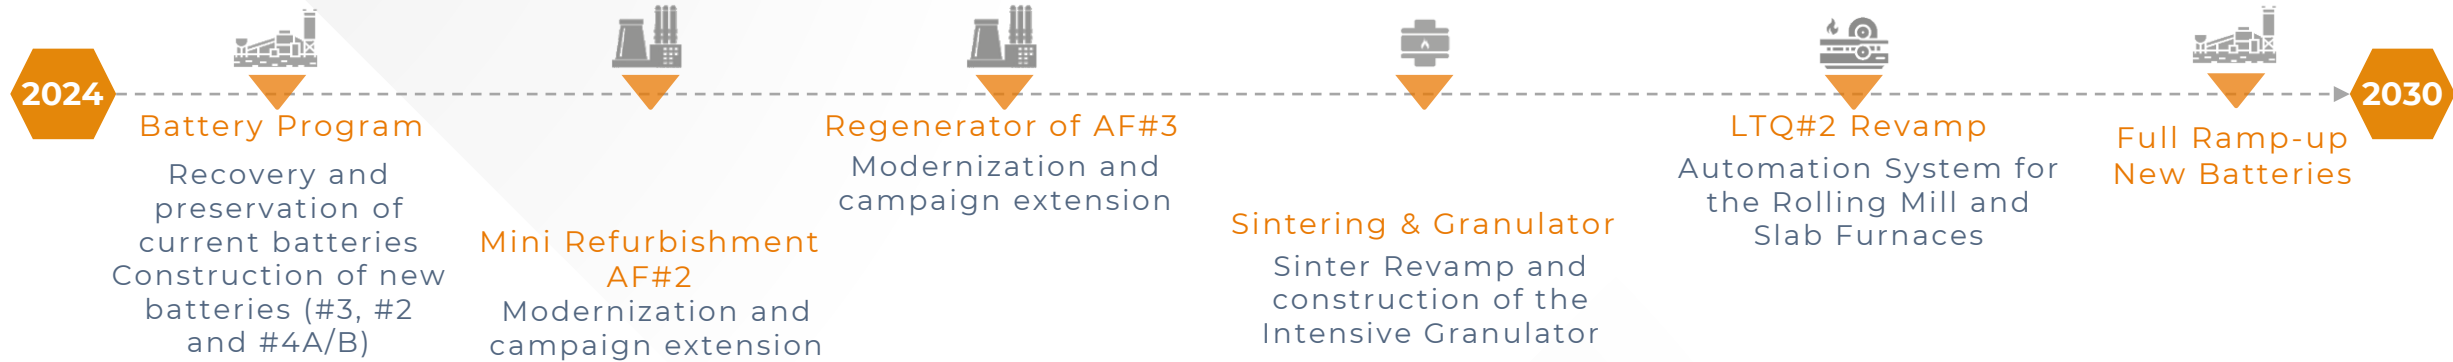 2024
Battery Program
Recovery and
preservation of
current batteries
Construction of new
batteries (#3, #2
and #4A/B)
Mini Refurbishment
AF#2
Modernization and
campaign extension
Regenerator of AF#3
Modernization and
campaign extension
Sintering & Granulator
Sinter Revamp and
construction of the
Intensive Granulator
LTQ#2 Revamp
Automation System for
the Rolling Mill and
Slab Furnaces
Full Ramp-up
New Batteries
2030